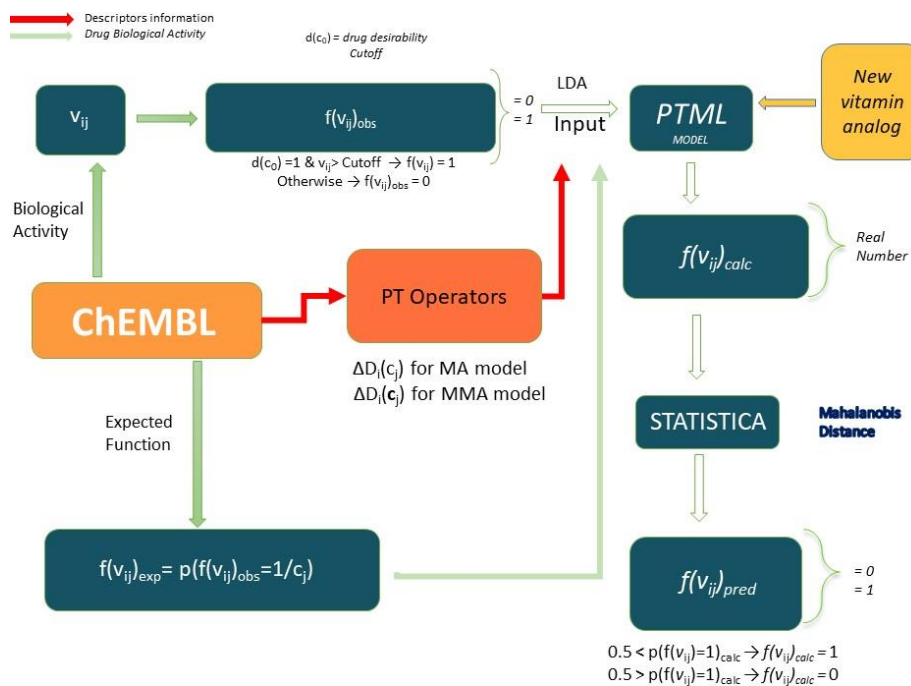 Descriptors information
Drug Biological Activity
d(c₀) = drug desirability
Cutoff
vᵢⱼ
f(vᵢⱼ)obs
= 0
= 1
LDA
Input
PTML
MODEL
New
vitamin
analog
d(c₀) =1 & vᵢⱼ> Cutoff → f(vᵢⱼ) = 1
Otherwise → f(vᵢⱼ)obs = 0
Biological
Activity
f(vᵢⱼ)calc
Real
Number
ChEMBL
PT Operators
ΔDᵢ(cⱼ) for MA model
ΔDᵢ(cⱼ) for MMA model
Expected
Function
STATISTICA
Mahalanobis
Distance
f(vᵢⱼ)exp= p(f(vᵢⱼ)obs=1/cⱼ)
f(vᵢⱼ)pred
= 0
= 1
0.5 < p(f(vᵢⱼ)=1)calc → f(vᵢⱼ)calc = 1
0.5 > p(f(vᵢⱼ)=1)calc → f(vᵢⱼ)calc = 0